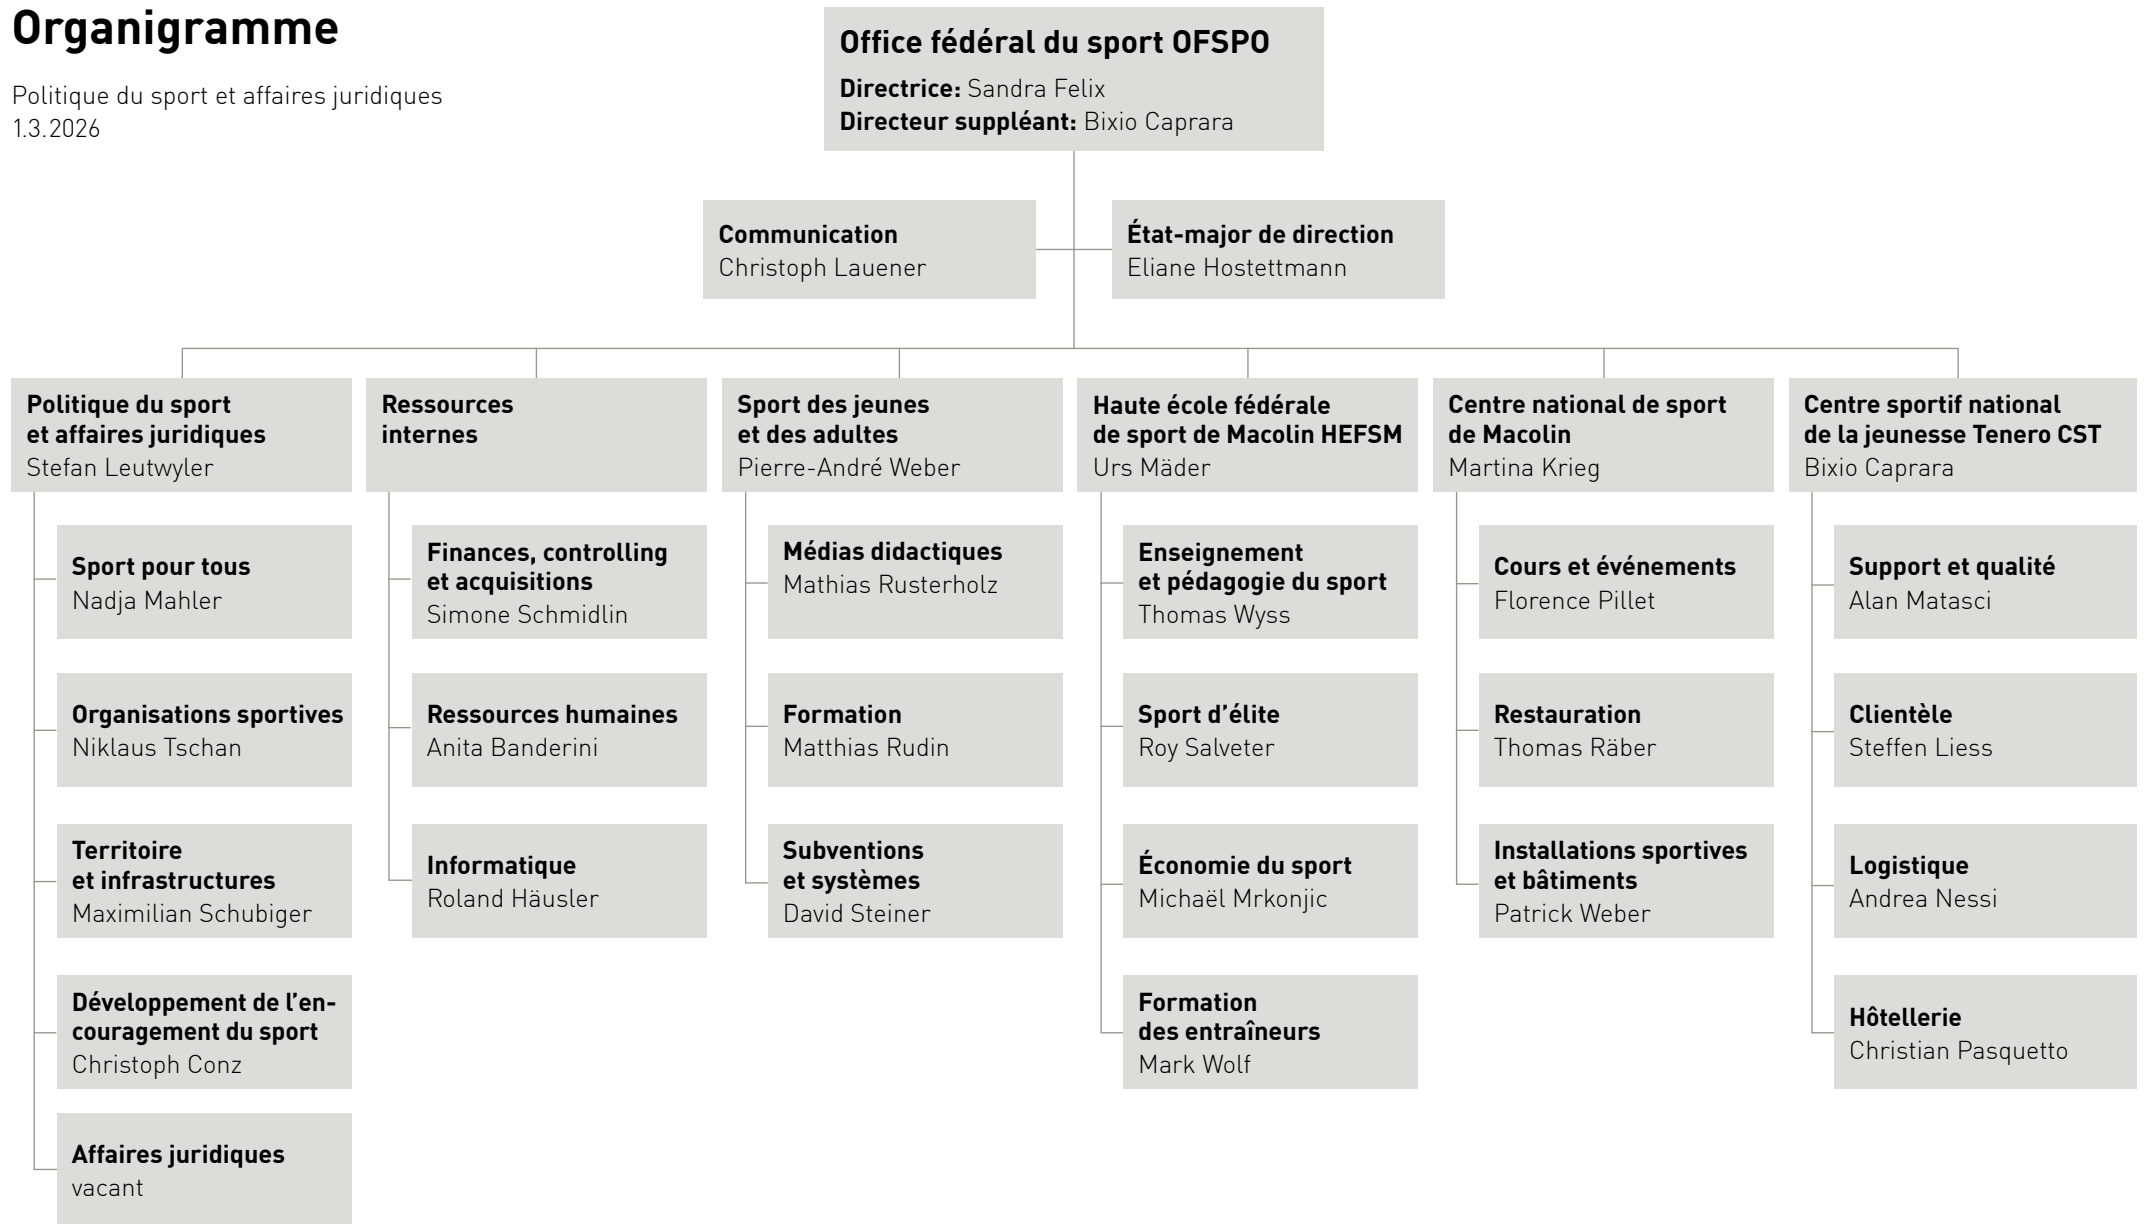 Organigramme
Politique du sport et affaires juridiques
1.3.2026
Office fédéral du sport OFSPO
Directrice: Sandra Felix
Directeur suppléant: Bixio Caprara
Communication
Christoph Lauener
État-major de direction
Eliane Hostettmann
Politique du sport
et affaires juridiques
Stefan Leutwyler
Sport pour tous
Nadja Mahler
Organisations sportives
Niklaus Tschan
Territoire
et infrastructures
Maximilian Schubiger
Développement de l'en-
couragement du sport
Christoph Conz
Affaires juridiques
vacant
Ressources
internes
Finances, controlling
et acquisitions
Simone Schmidlin
Ressources humaines
Anita Banderini
Informatique
Roland Häusler
Sport des jeunes
et des adultes
Pierre-André Weber
Médias didactiques
Mathias Rusterholz
Formation
Matthias Rudin
Subventions
et systèmes
David Steiner
Haute école fédérale
de sport de Macolin HEFSM
Urs Mäder
Enseignement
et pédagogie du sport
Thomas Wyss
Sport d'élite
Roy Salveter
Économie du sport
Michaël Mrkonjic
Formation
des entraîneurs
Mark Wolf
Centre national de sport
de Macolin
Martina Krieg
Cours et événements
Florence Pillet
Restauration
Thomas Räber
Installations sportives
et bâtiments
Patrick Weber
Centre sportif national
de la jeunesse Tenero CST
Bixio Caprara
Support et qualité
Alan Matasci
Clientèle
Steffen Liess
Logistique
Andrea Nessi
Hôtellerie
Christian Pasquetto